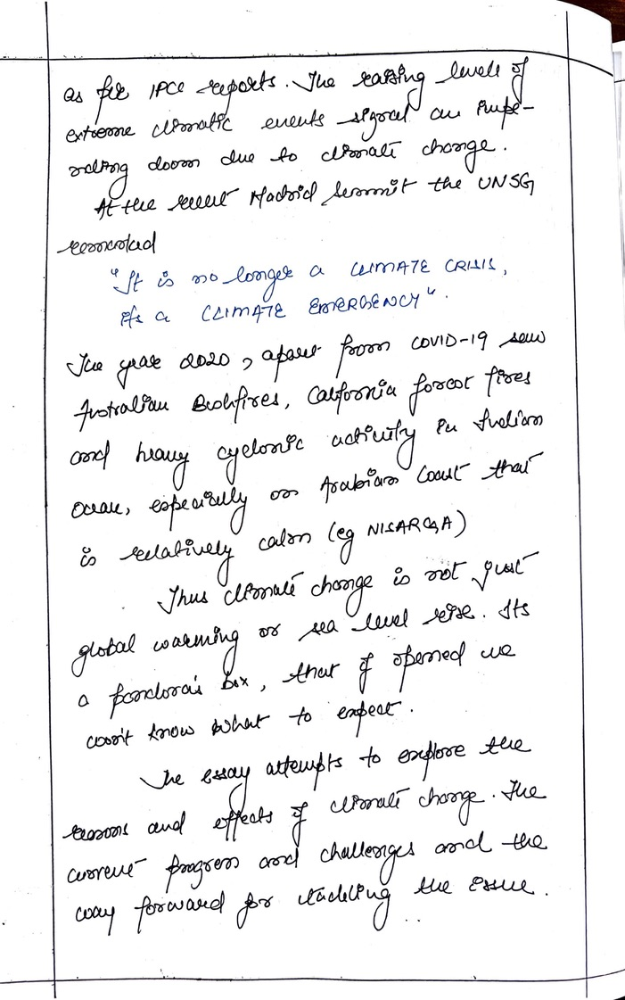 as per IPCC reports. The raising levels of
extreme climatic events signal an impe-
nding doom due to climate change.
At the recent Madrid Summit the UNSG
remarked
"It is no longer a CLIMATE CRISIS,
its a CLIMATE EMERGENCY".
The year 2020, apart from COVID-19 saw
Australian Bushfires, California forest fires
and heavy cyclonic activity in Indian
Ocean, especially on Arabian Coast that
is relatively calm (eg NISARGA)
Thus climate change is not just
global warming or sea level rise. Its
a pandora's box, that if opened we
won't know what to expect.
The essay attempts to explore the
reasons and effects of climate change. The
current progress and challenges and the
way forward for tackling the issue.